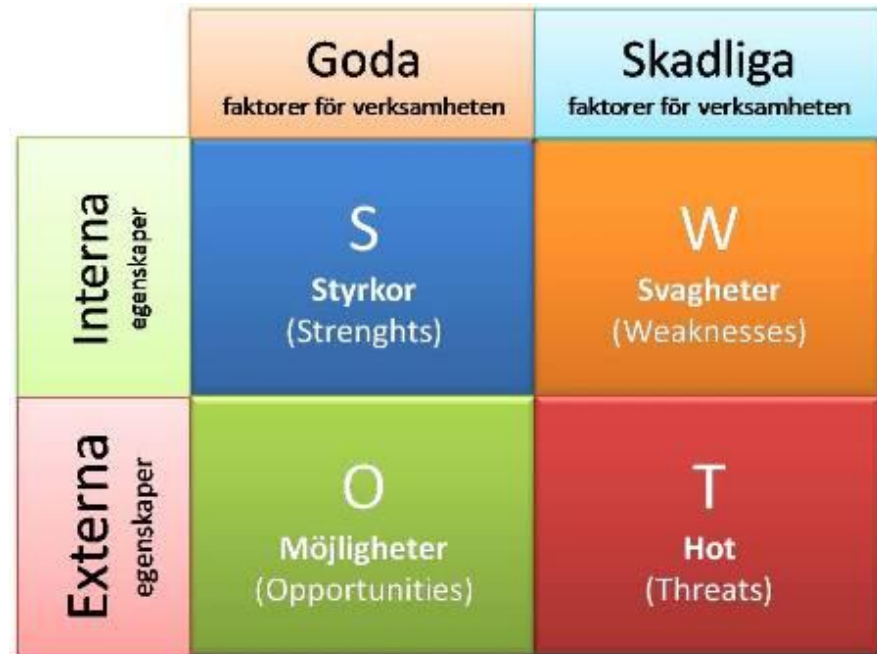 Goda
faktorer för verksamheten
Skadliga
faktorer för verksamheten
Interna
egenskaper
S
Styrkor
(Strenghts)
W
Svagheter
(Weaknesses)
Externa
egenskaper
O
Möjligheter
(Opportunities)
T
Hot
(Threats)